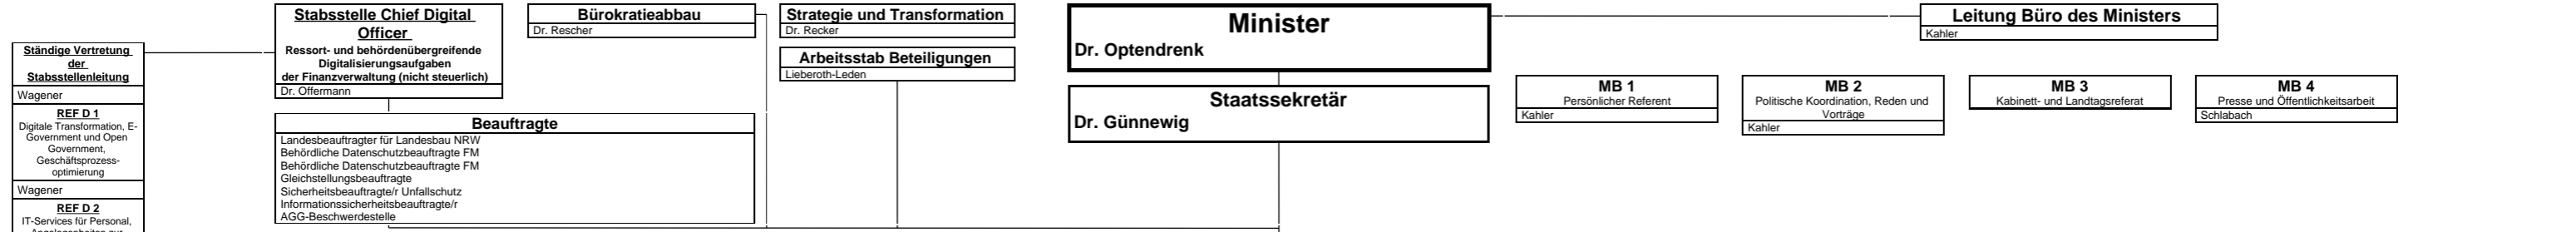 Ständige Vertretung
der
Stabsstellenleitung
Wagener
REF D 1
Digitale Transformation, E-
Government und Open
Government,
Geschäftsprozess-
optimierung
Wagener
REF D 2
IT-Services für Personal,
Stabsstelle Chief Digital
Officer
Ressort- und behördenübergreifende
Digitalisierungsaufgaben
der Finanzverwaltung (nicht steuerlich)
Dr. Offermann
Beauftragte
Landesbeauftragter für Landesbau NRW
Behördliche Datenschutzbeauftragte FM
Behördliche Datenschutzbeauftragte FM
Gleichstellungsbeauftragte
Sicherheitsbeauftragte/r Unfallschutz
Informationssicherheitsbeauftragte/r
AGG-Beschwerdestelle
Bürokratieabbau
Dr. Rescher
Strategie und Transformation
Dr. Recker
Arbeitsstab Beteiligungen
Lieberoth-Leden
Minister
Dr. Optendrenk
Staatssekretär
Dr. Günnewig
Leitung Büro des Ministers
Kahler
MB 1
Persönlicher Referent
Kahler
MB 2
Politische Koordination, Reden und
Vorträge
Kahler
MB 3
Kabinett- und Landtagsreferat
MB 4
Presse und Öffentlichkeitsarbeit
Schlabach